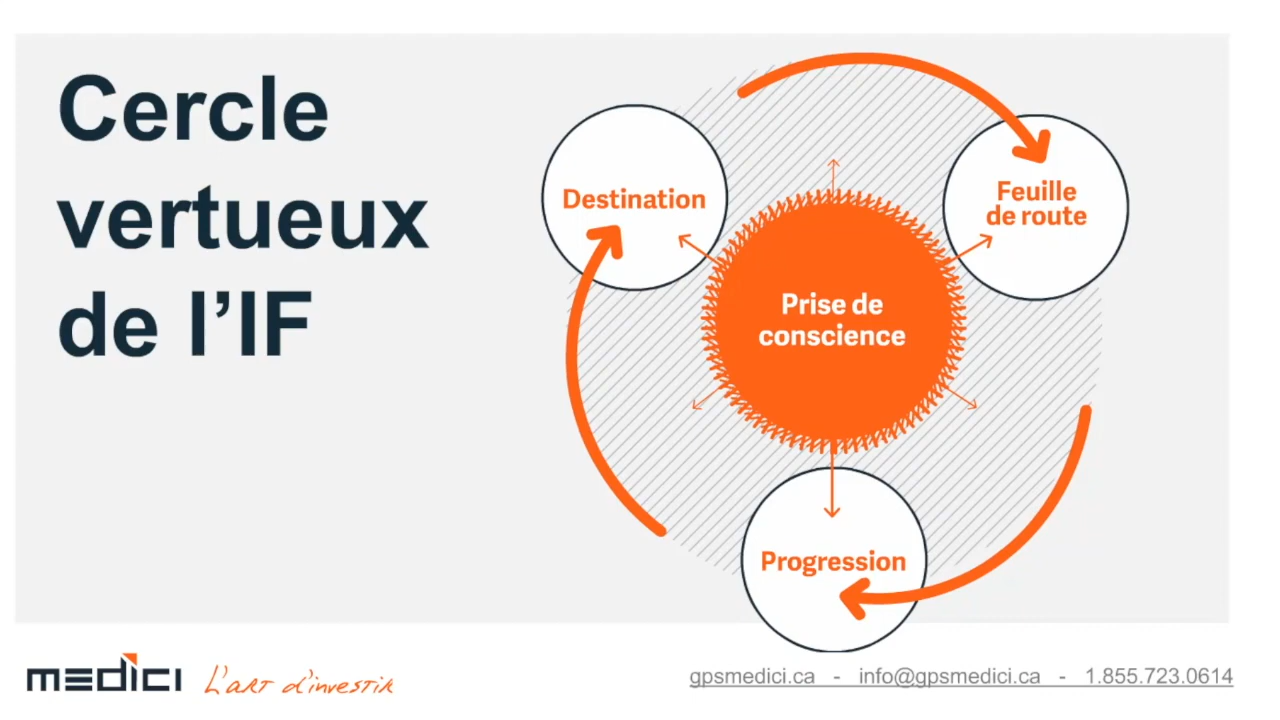 Cercle
vertueux
de l’IF
Destination
Feuille
de route
Prise de
conscience
Progression
MEDICI L'ART d'investir
gpsmedici.ca - info@gpsmedici.ca - 1.855.723.0614